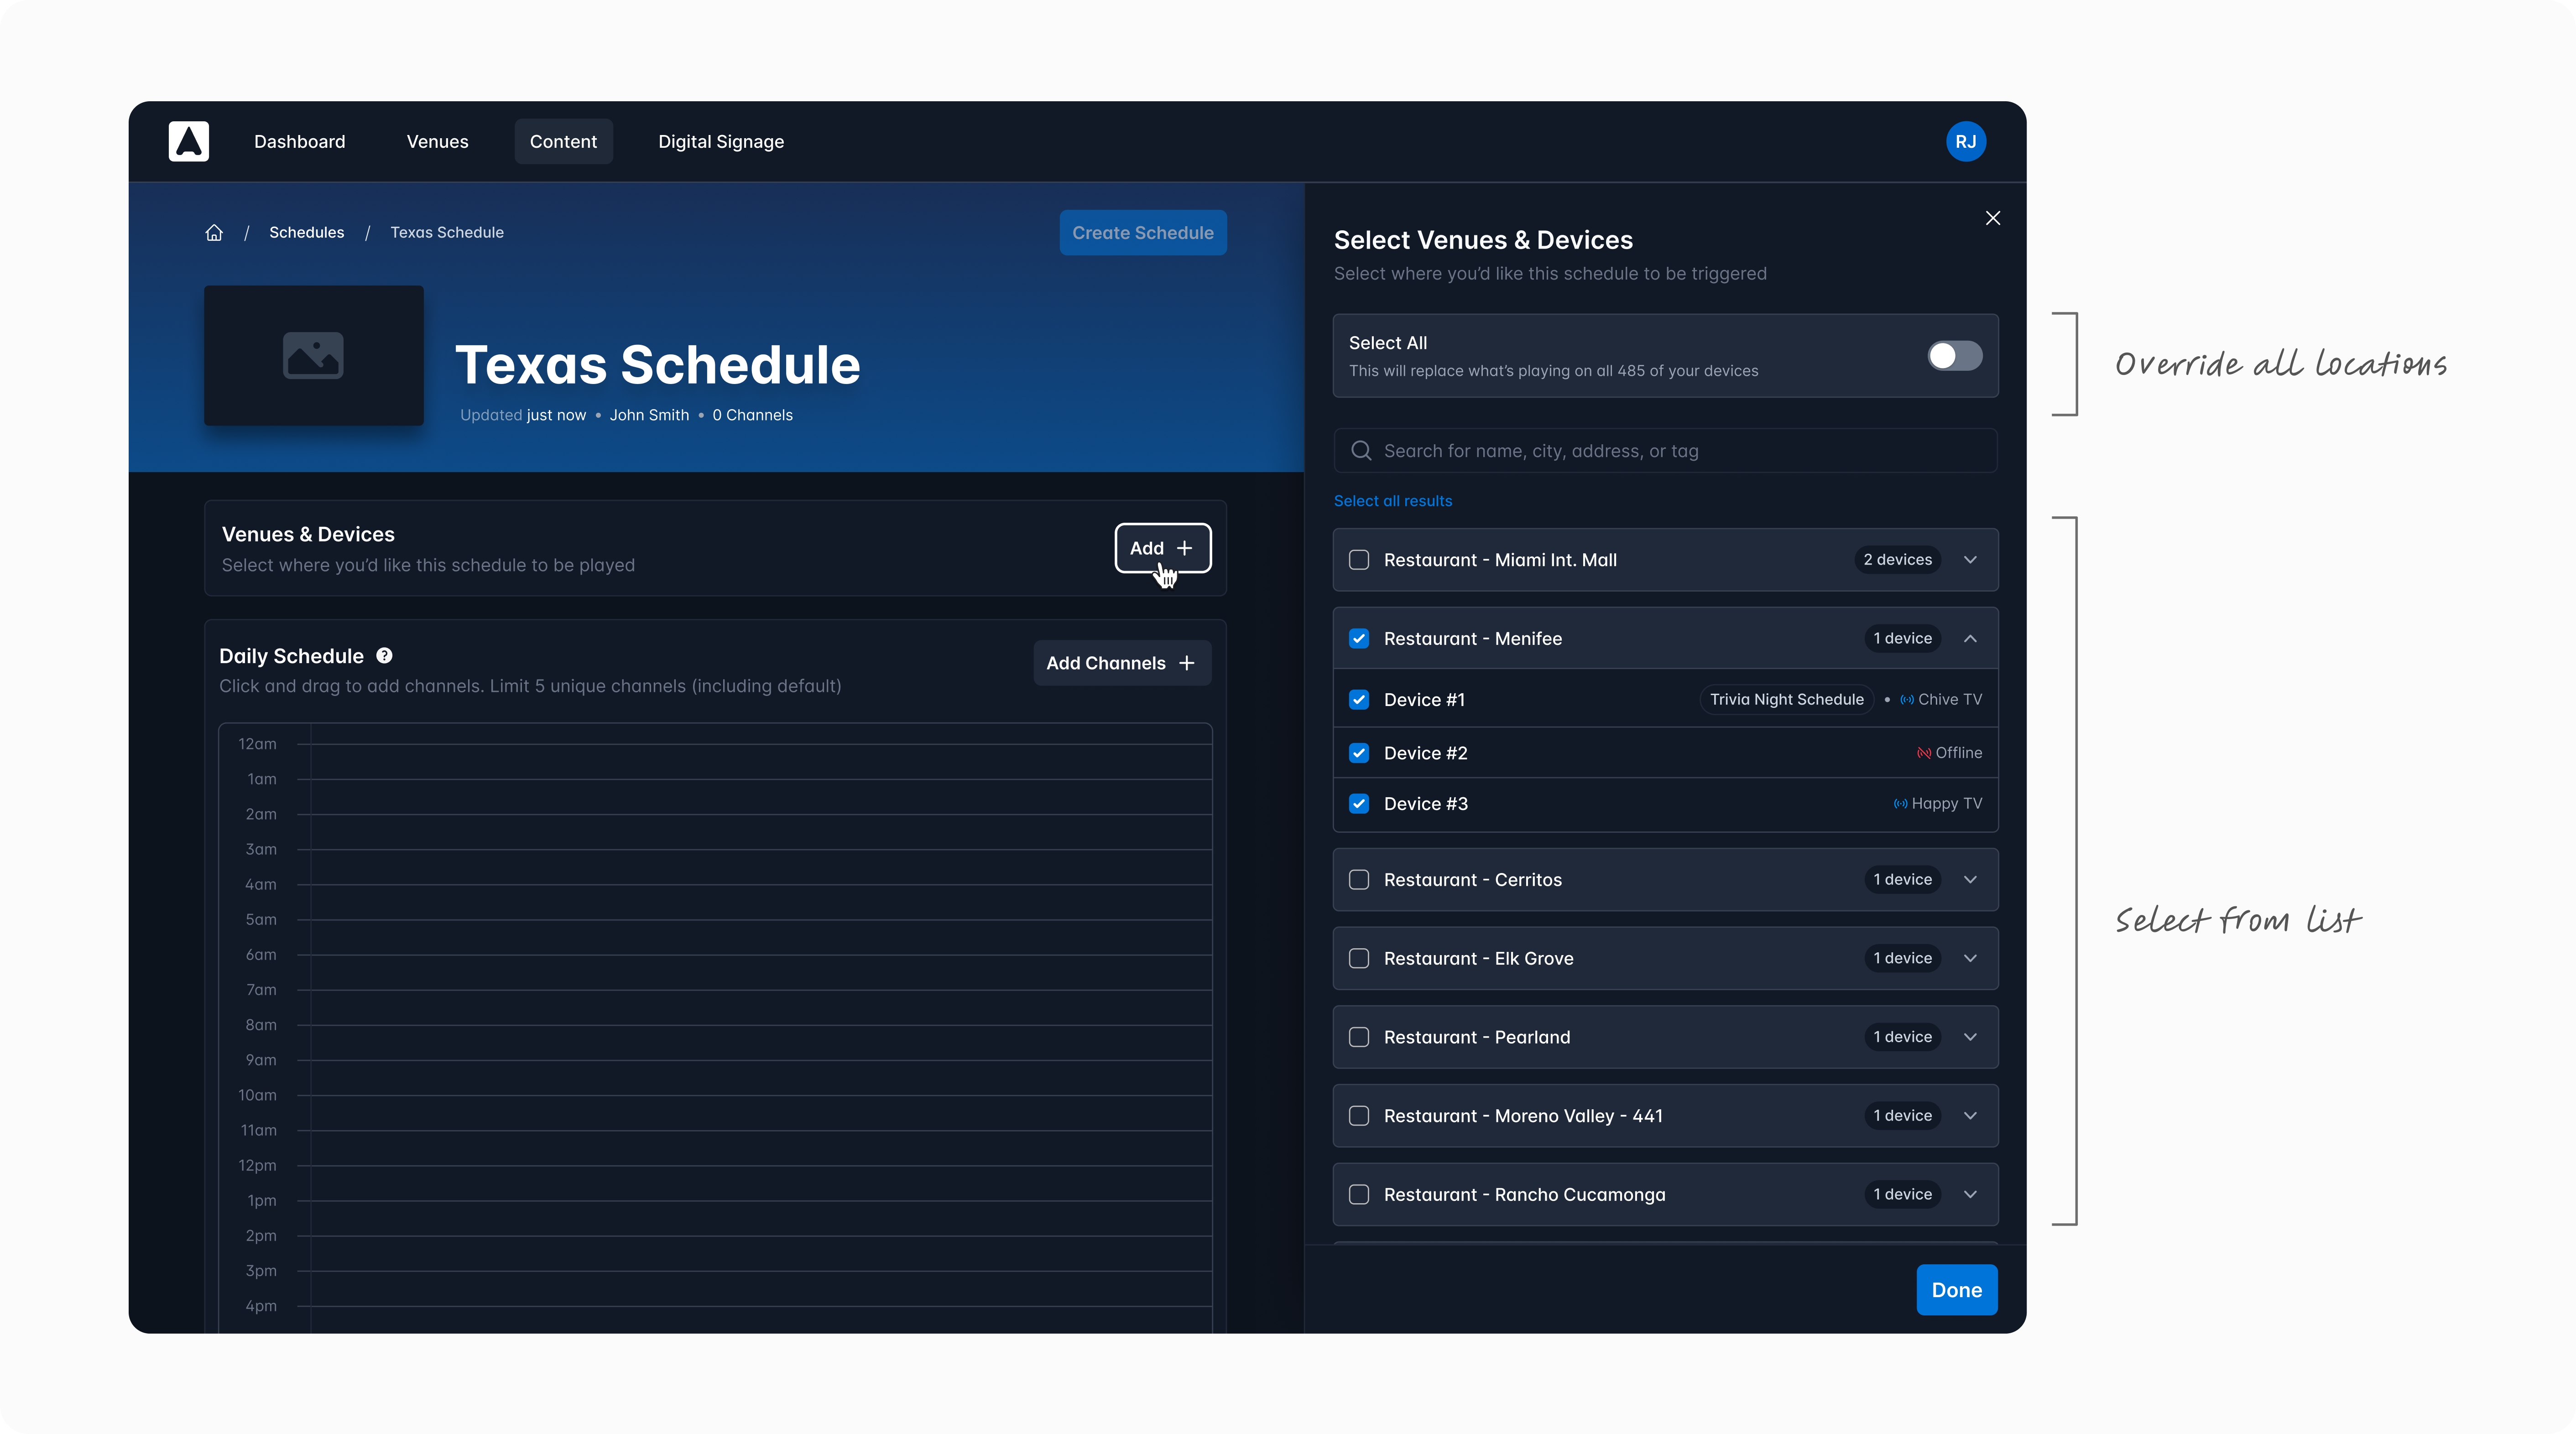 Dashboard
Venues
Content
Digital Signage
RJ
/ Schedules / Texas Schedule
Create Schedule
Texas Schedule
Updated just now • John Smith • 0 Channels
Venues & Devices
Select where you’d like this schedule to be played
Add +
Daily Schedule ?
Click and drag to add channels. Limit 5 unique channels (including default)
Add Channels +
12am
1am
2am
3am
4am
5am
6am
7am
8am
9am
10am
11am
12pm
1pm
2pm
3pm
4pm
Select Venues & Devices
Select where you’d like this schedule to be triggered
Select All
This will replace what’s playing on all 485 of your devices
Search for name, city, address, or tag
Select all results
Restaurant - Miami Int. Mall 2 devices
Restaurant - Menifee 1 device
Device #1 Trivia Night Schedule • Chive TV
Device #2 Offline
Device #3 Happy TV
Restaurant - Cerritos 1 device
Restaurant - Elk Grove 1 device
Restaurant - Pearland 1 device
Restaurant - Moreno Valley - 441 1 device
Restaurant - Rancho Cucamonga 1 device
Done
Override all locations
Select from list